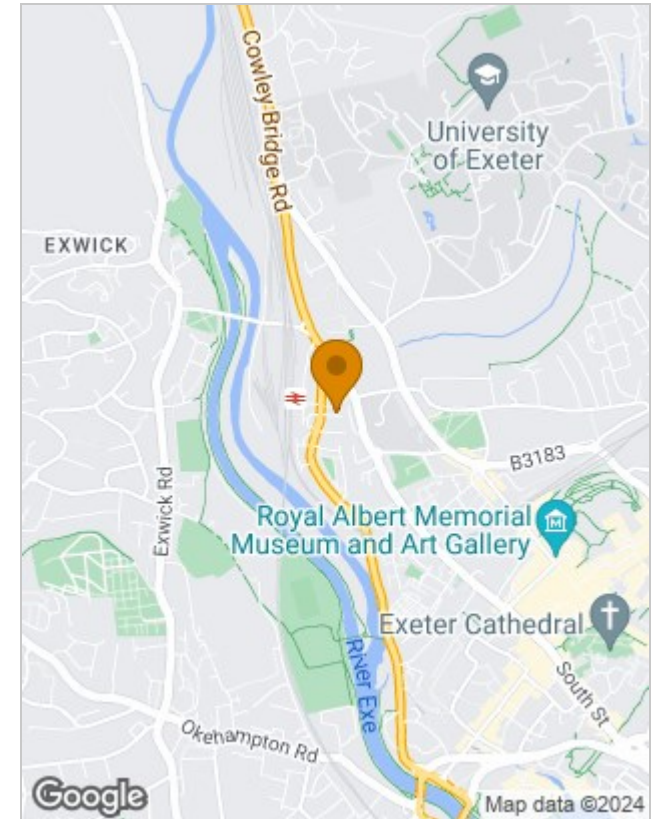 Cowley Bridge Rd
University
of Exeter
EXWICK
B3183
Exwick Rd
Royal Albert Memorial
Museum and Art Gallery
Exeter Cathedral
River Exe
South St
Okehampton Rd
Google
Map data ©2024